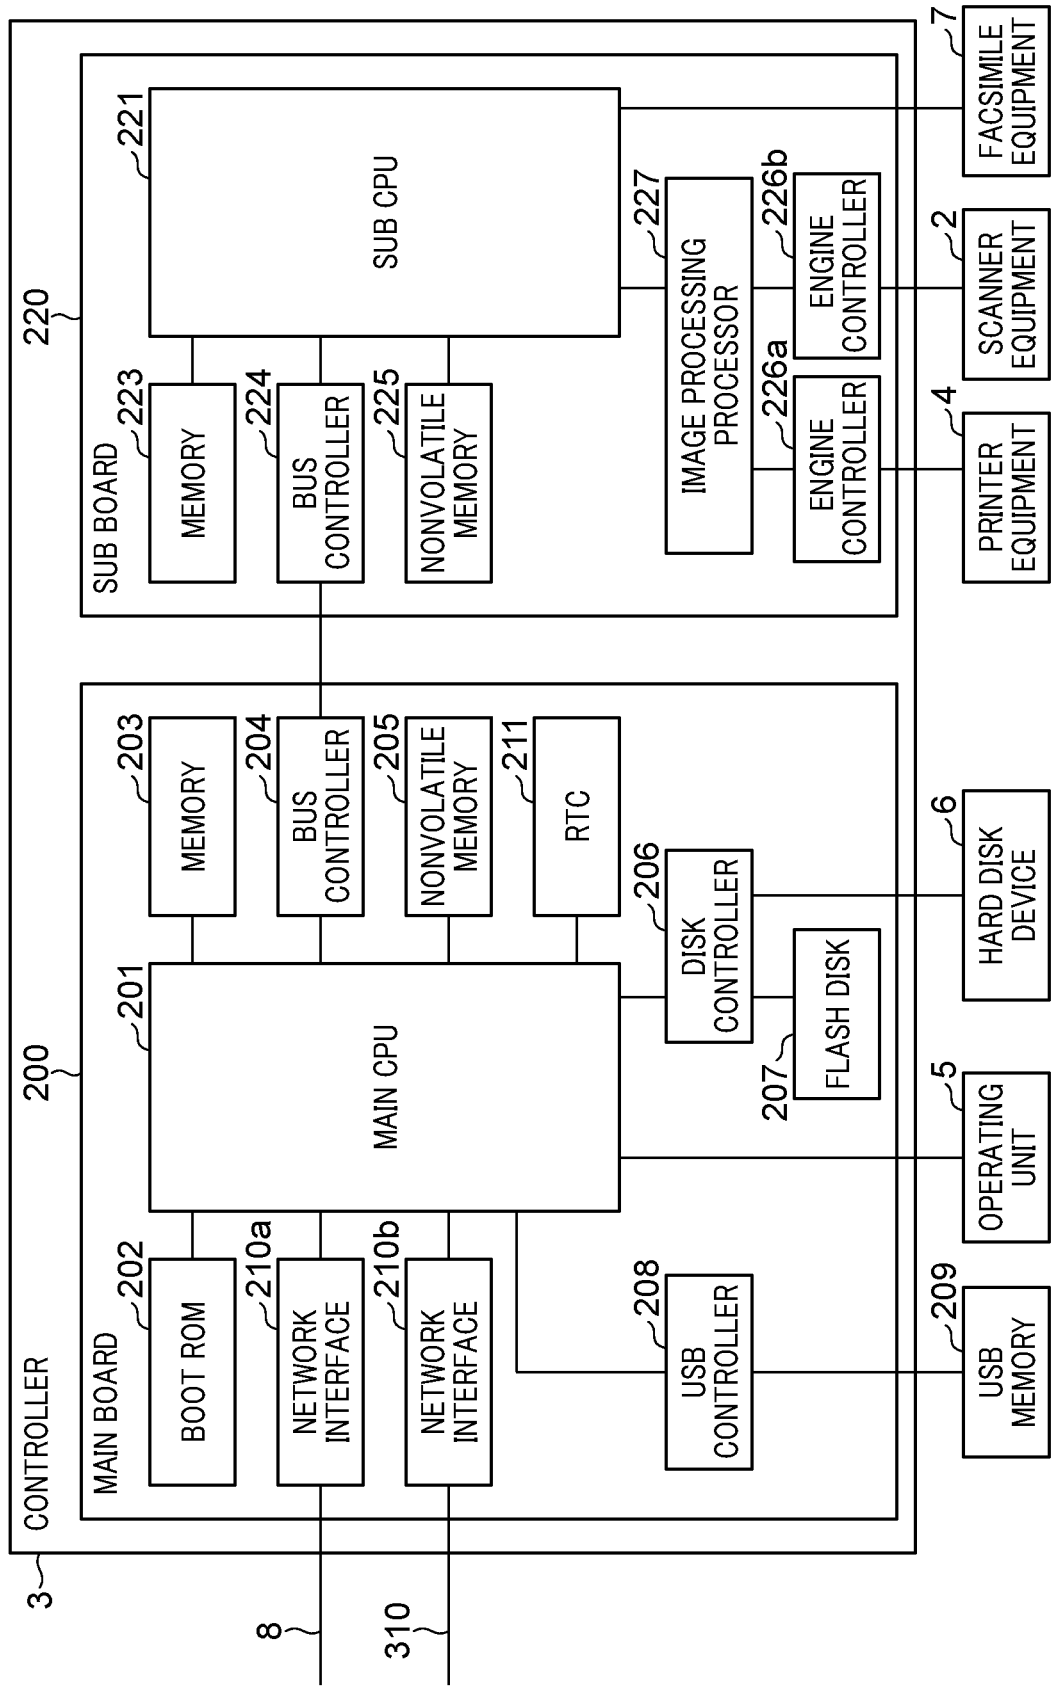 3
CONTROLLER
200
MAIN BOARD
202
BOOT ROM
210a
NETWORK
INTERFACE
210b
NETWORK
INTERFACE
8
310
201
MAIN CPU
203
MEMORY
204
BUS
CONTROLLER
205
NONVOLATILE
MEMORY
211
RTC
208
USB
CONTROLLER
206
DISK
CONTROLLER
207
FLASH DISK
220
SUB BOARD
223
MEMORY
224
BUS
CONTROLLER
225
NONVOLATILE
MEMORY
221
SUB CPU
227
IMAGE PROCESSING
PROCESSOR
226a
ENGINE
CONTROLLER
226b
ENGINE
CONTROLLER
209
USB
MEMORY
5
OPERATING
UNIT
6
HARD DISK
DEVICE
4
PRINTER
EQUIPMENT
2
SCANNER
EQUIPMENT
7
FACSIMILE
EQUIPMENT